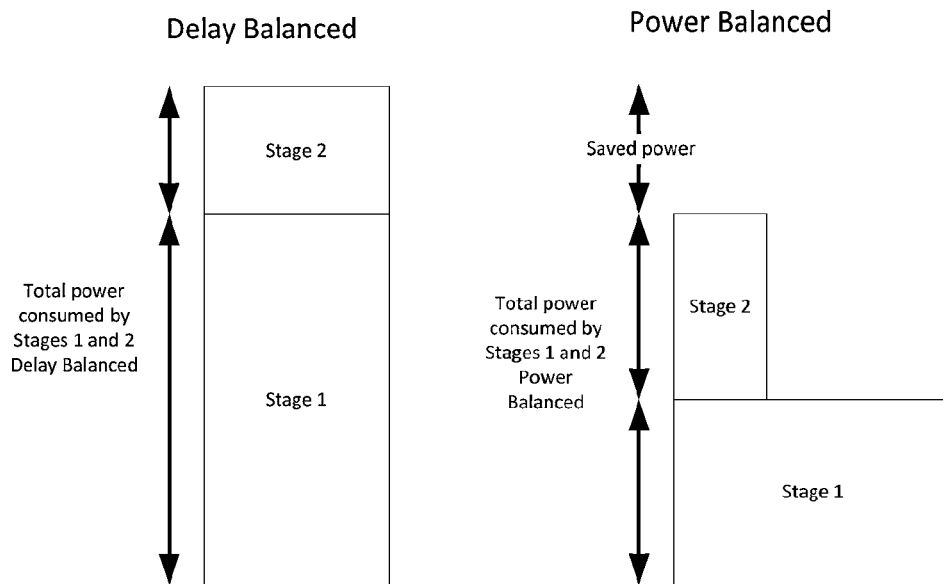 Delay Balanced
Stage 2
Total power
consumed by
Stages 1 and 2
Delay Balanced
Stage 1
Power Balanced
Saved power
Stage 2
Total power
consumed by
Stages 1 and 2
Power
Balanced
Stage 1